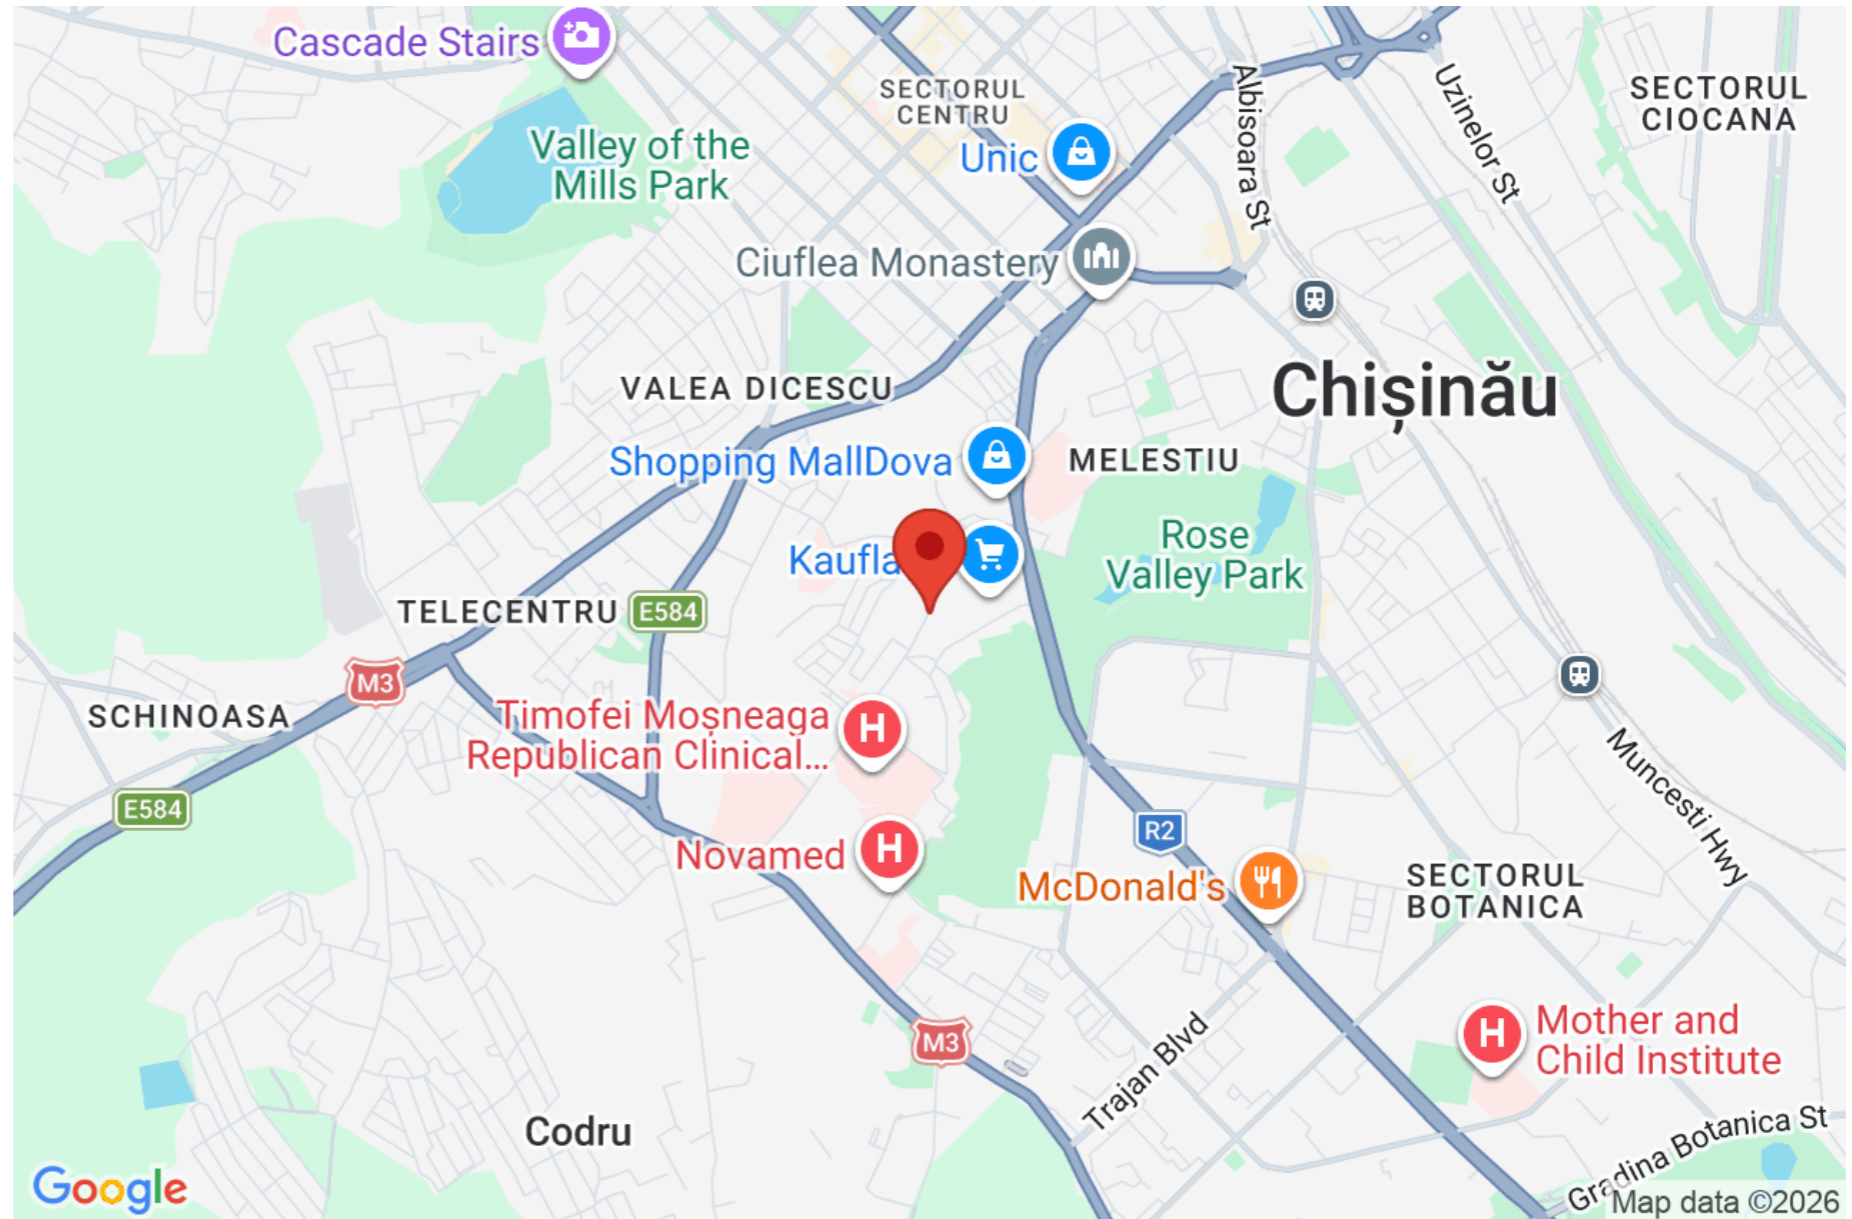 Cascade Stairs
SECTORUL
CENTRU
Unic
Albisoara St
Uzinelor St
SECTORUL
CIOCANA
Valley of the
Mills Park
Ciuflea Monastery
Chișinău
VALEA DICESCU
Shopping MallDova
MELESTIU
Kaufla
Rose
Valley Park
TELECENTRU
E584
M3
SCHINOASA
Timofei Moșneaga
Republican Clinical...
H
E584
R2
Muncesti Hwy
Novamed
H
McDonald's
SECTORUL
BOTANICA
M3
Trajan Blvd
H
Mother and
Child Institute
Codru
Gradina Botanica St
Google
Map data ©2026